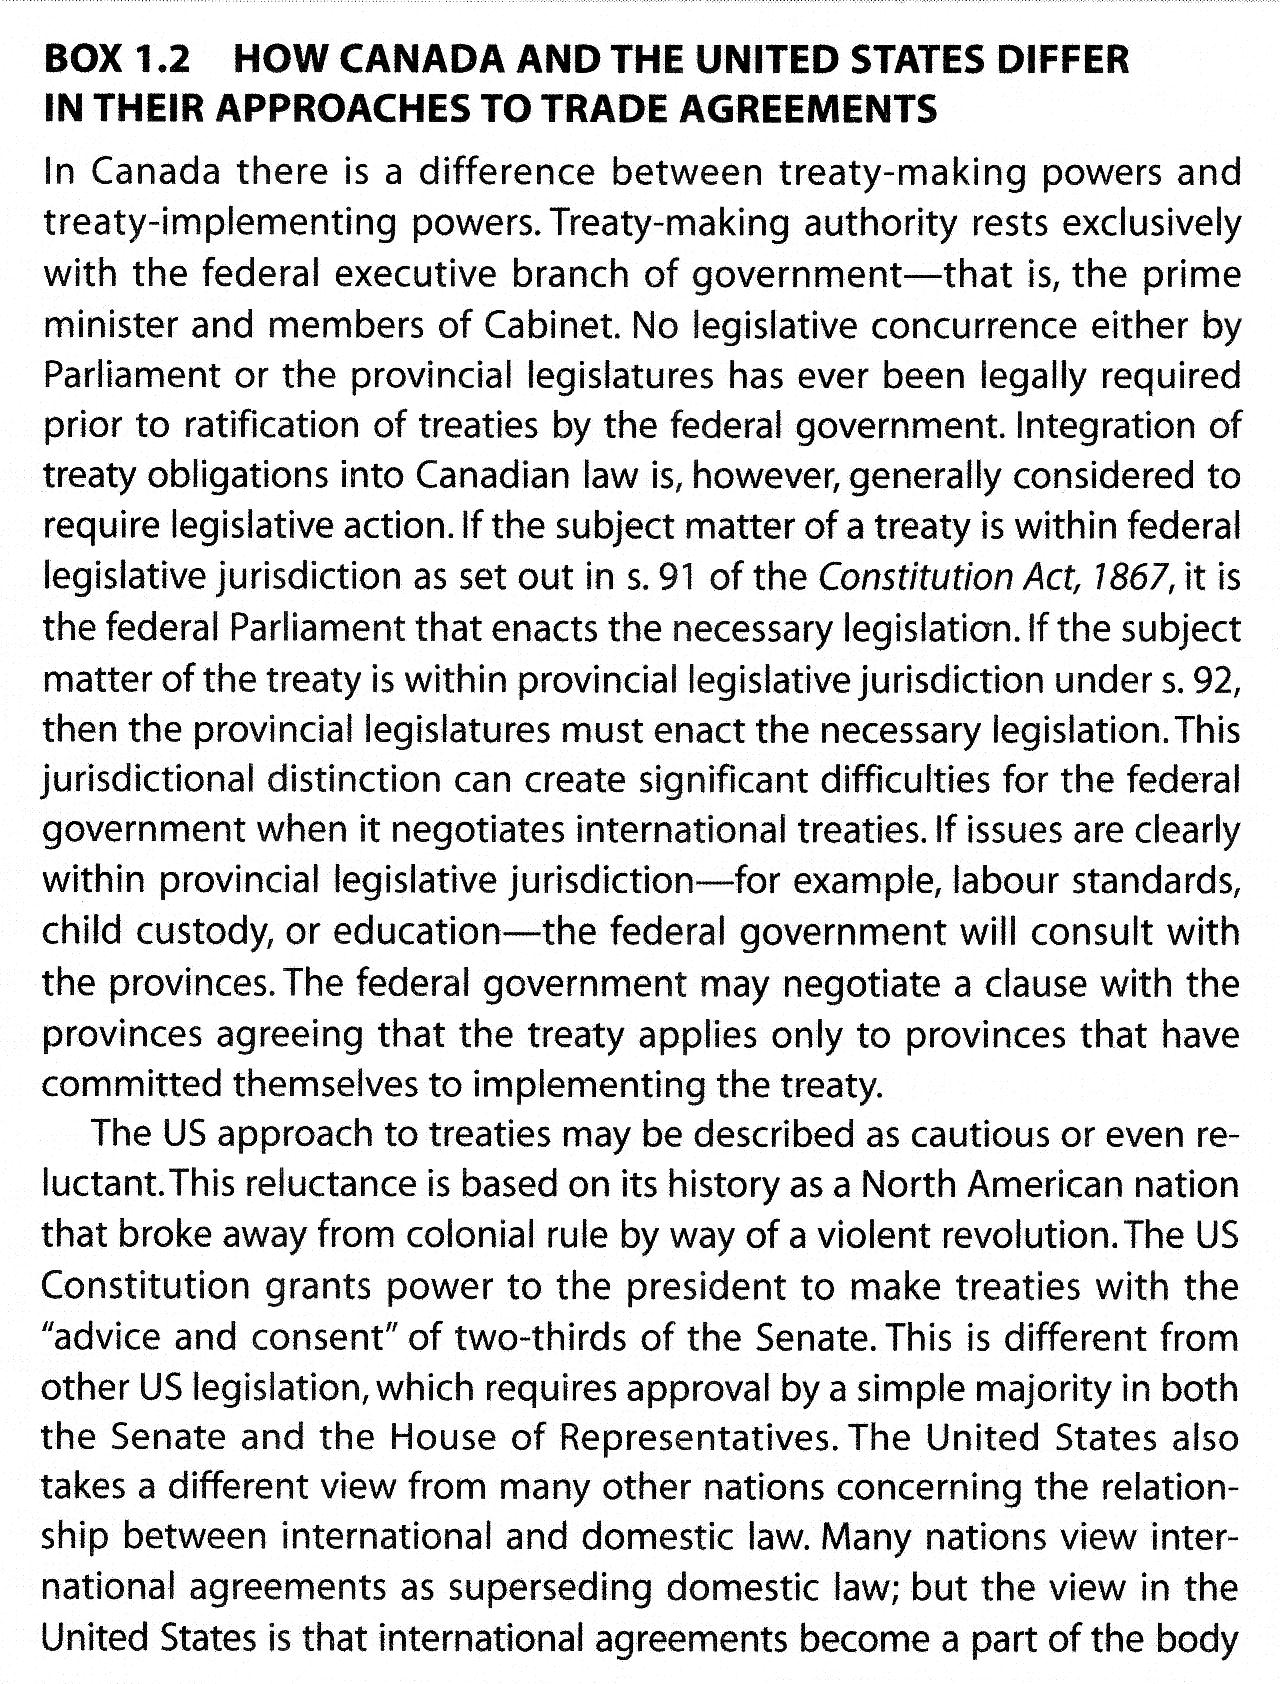 BOX 1.2 HOW CANADA AND THE UNITED STATES DIFFER
IN THEIR APPROACHES TO TRADE AGREEMENTS
In Canada there is a difference between treaty-making powers and
treaty-implementing powers. Treaty-making authority rests exclusively
with the federal executive branch of government—that is, the prime
minister and members of Cabinet. No legislative concurrence either by
Parliament or the provincial legislatures has ever been legally required
prior to ratification of treaties by the federal government. Integration of
treaty obligations into Canadian law is, however, generally considered to
require legislative action. If the subject matter of a treaty is within federal
legislative jurisdiction as set out in s. 91 of the Constitution Act, 1867, it is
the federal Parliament that enacts the necessary legislation. If the subject
matter of the treaty is within provincial legislative jurisdiction under s. 92,
then the provincial legislatures must enact the necessary legislation. This
jurisdictional distinction can create significant difficulties for the federal
government when it negotiates international treaties. If issues are clearly
within provincial legislative jurisdiction—for example, labour standards,
child custody, or education—the federal government will consult with
the provinces. The federal government may negotiate a clause with the
provinces agreeing that the treaty applies only to provinces that have
committed themselves to implementing the treaty.
The US approach to treaties may be described as cautious or even re-
luctant. This reluctance is based on its history as a North American nation
that broke away from colonial rule by way of a violent revolution. The US
Constitution grants power to the president to make treaties with the
“advice and consent” of two-thirds of the Senate. This is different from
other US legislation, which requires approval by a simple majority in both
the Senate and the House of Representatives. The United States also
takes a different view from many other nations concerning the relation-
ship between international and domestic law. Many nations view inter-
national agreements as superseding domestic law; but the view in the
United States is that international agreements become a part of the body